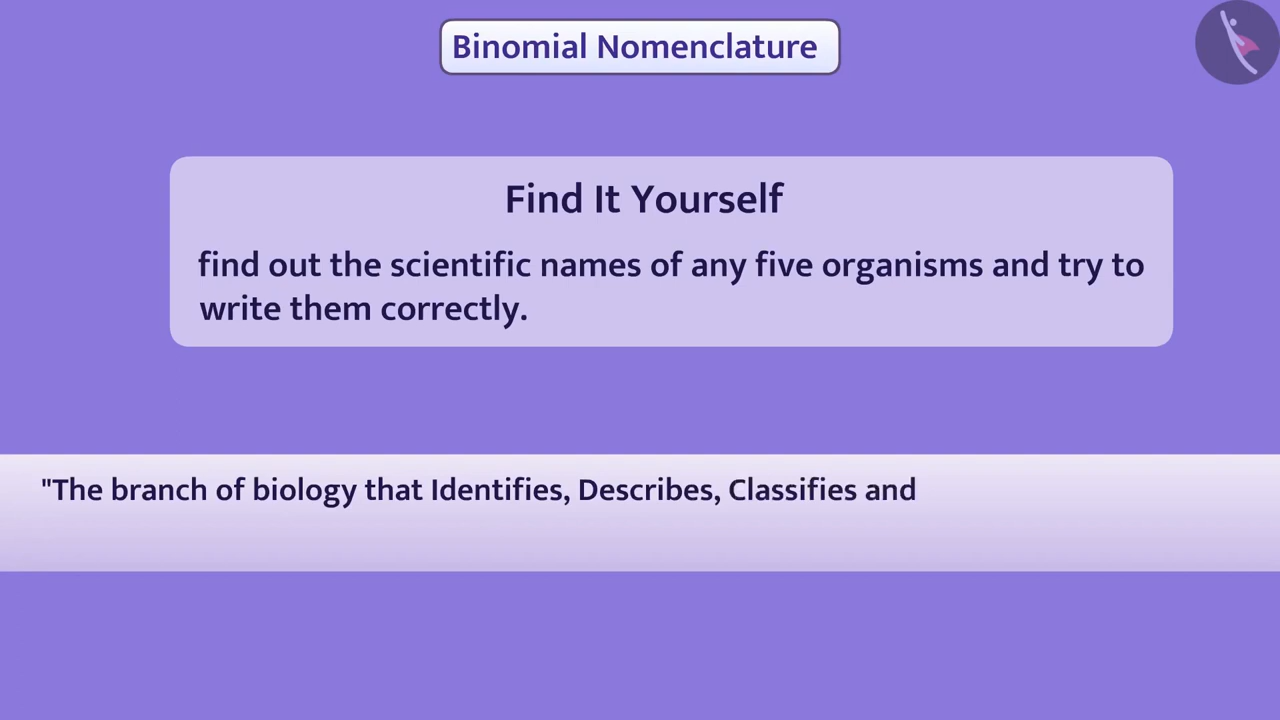 Binomial Nomenclature
Find It Yourself
find out the scientific names of any five organisms and try to
write them correctly.
"The branch of biology that Identifies, Describes, Classifies and